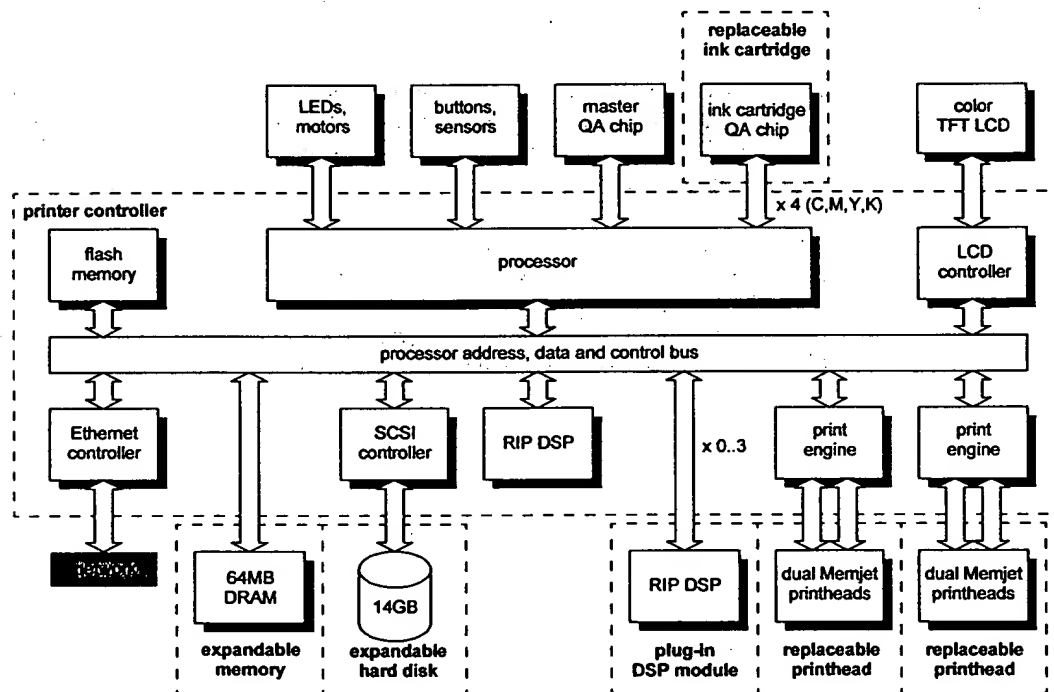 replaceable
ink cartridge
LEDs,
motors
buttons,
sensors
master
QA chip
ink cartridge
QA chip
color
TFT LCD
printer controller
x 4 (C,M,Y,K)
flash
memory
processor
LCD
controller
processor address, data and control bus
Ethernet
controller
SCSI
controller
RIP DSP
x 0..3
print
engine
print
engine
64MB
DRAM
14GB
RIP DSP
dual Memjet
printheads
dual Memjet
printheads
expandable
memory
expandable
hard disk
plug-in
DSP module
replaceable
printhead
replaceable
printhead